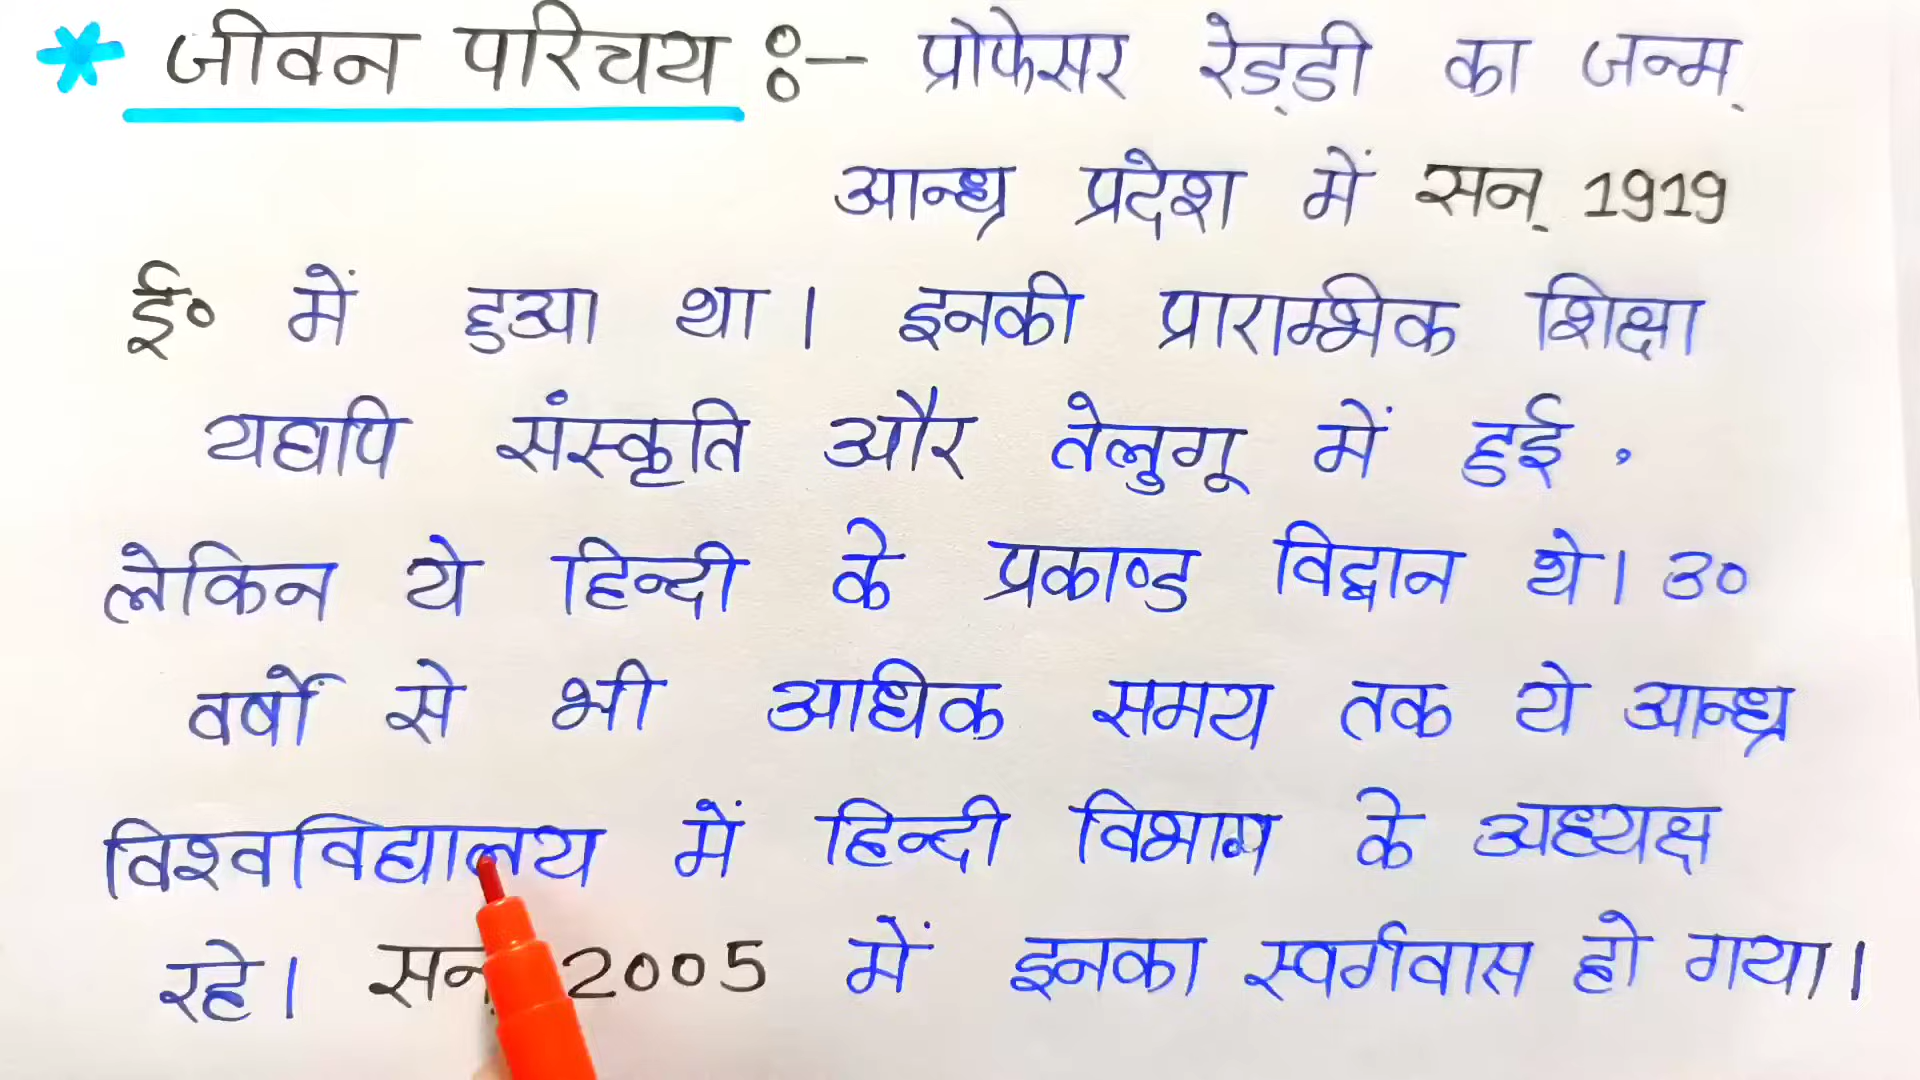 * जीवन परिचय :- प्रोफेसर रेड्डी का जन्म्
आन्ध्र प्रदेश में सन् 1919
ई० में हुआ था। इनकी प्रारम्भिक शिक्षा
यद्यपि संस्कृति और तेलुगू में हुई .
लेकिन ये हिन्दी के प्रकाण्ड विद्वान थे। 30
वर्षों से भी अधिक समय तक ये आन्ध्र
विश्वविद्यालय में हिन्दी विभाग के अध्यक्ष
रहे। सन् 2005 में इनका स्वर्गवास हो गया।